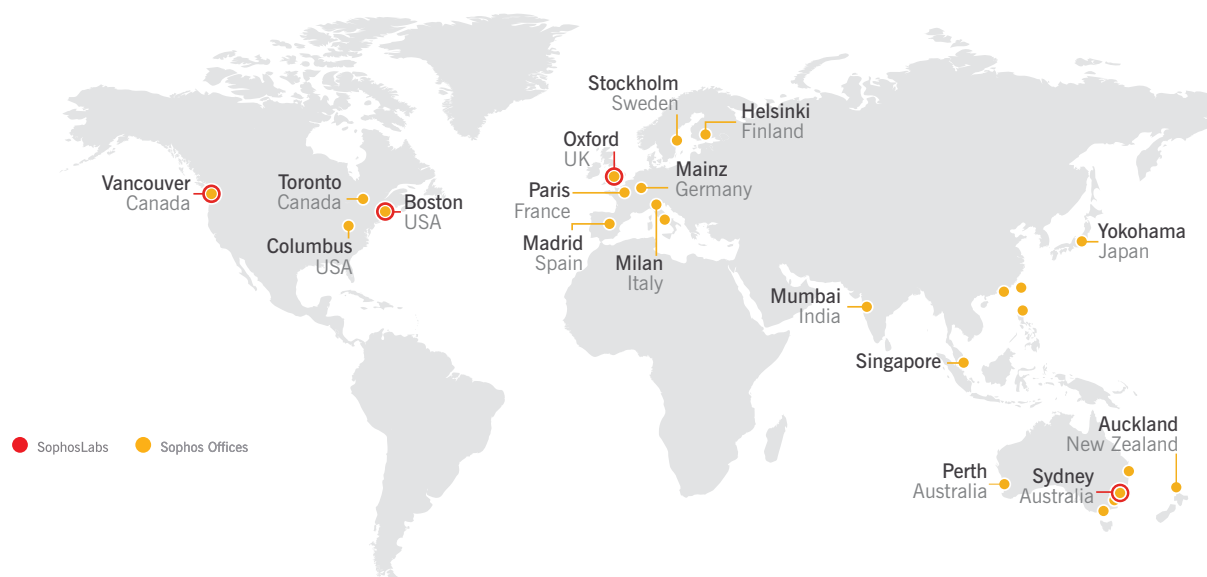 Stockholm
Sweden
Helsinki
Finland
Oxford
UK
Mainz
Germany
Vancouver
Canada
Toronto
Canada
Paris
France
Boston
USA
Columbus
USA
Madrid
Spain
Milan
Italy
Yokohama
Japan
Mumbai
India
Singapore
SophosLabs
Sophos Offices
Auckland
New Zealand
Perth
Australia
Sydney
Australia